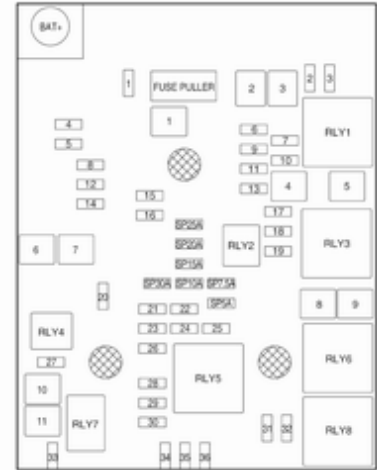 BAT+
1
FUSE PULLER
2 3
2 3
1
RLY1
4
5
6
7
9
8
10
11
12
13
4 5
14
15
16
17
SP25A
18
SP20A
RLY2
RLY3
19
SP15A
6 7
SP30A SP10A SP7.5A
20
SP5A
8 9
21 22
RLY4
23 24 25
26
27
RLY5
RLY6
10
28
11
RLY7
29
30
31 32
RLY8
33
34 35 36